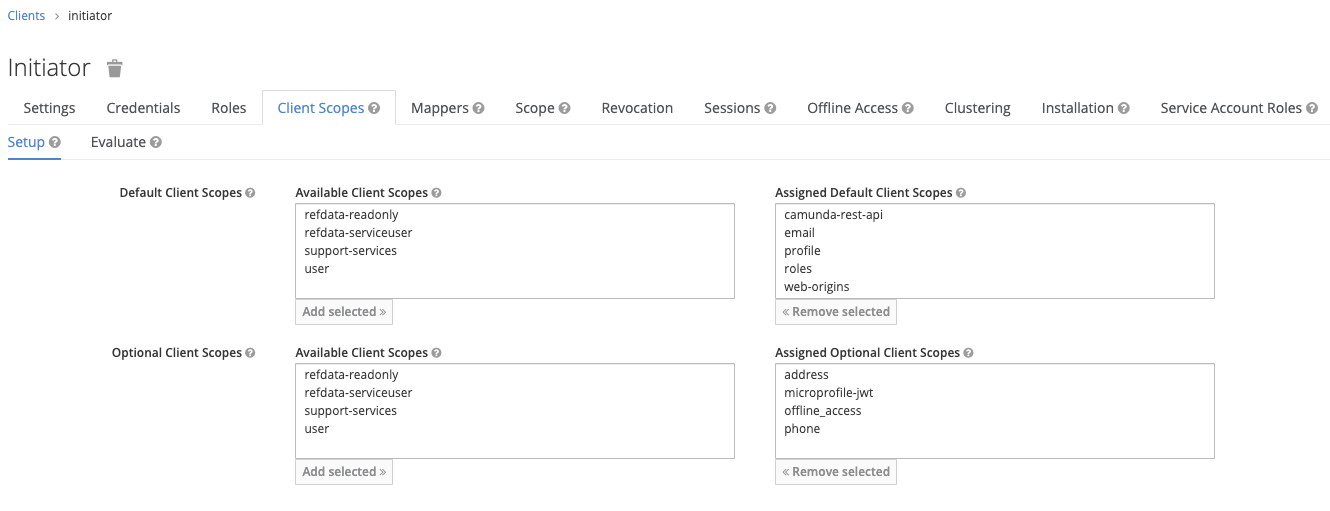 Clients > initiator
Initiator
Settings Credentials Roles Client Scopes Mappers Scope Revocation Sessions Offline Access Clustering Installation Service Account Roles
Setup Evaluate
Default Client Scopes Available Client Scopes Assigned Default Client Scopes
refdata-readonly camunda-rest-api
refdata-serviceuser email
support-services profile
user roles
web-origins
Add selected » « Remove selected
Optional Client Scopes Available Client Scopes Assigned Optional Client Scopes
refdata-readonly address
refdata-serviceuser microprofile-jwt
support-services offline_access
user phone
Add selected » « Remove selected